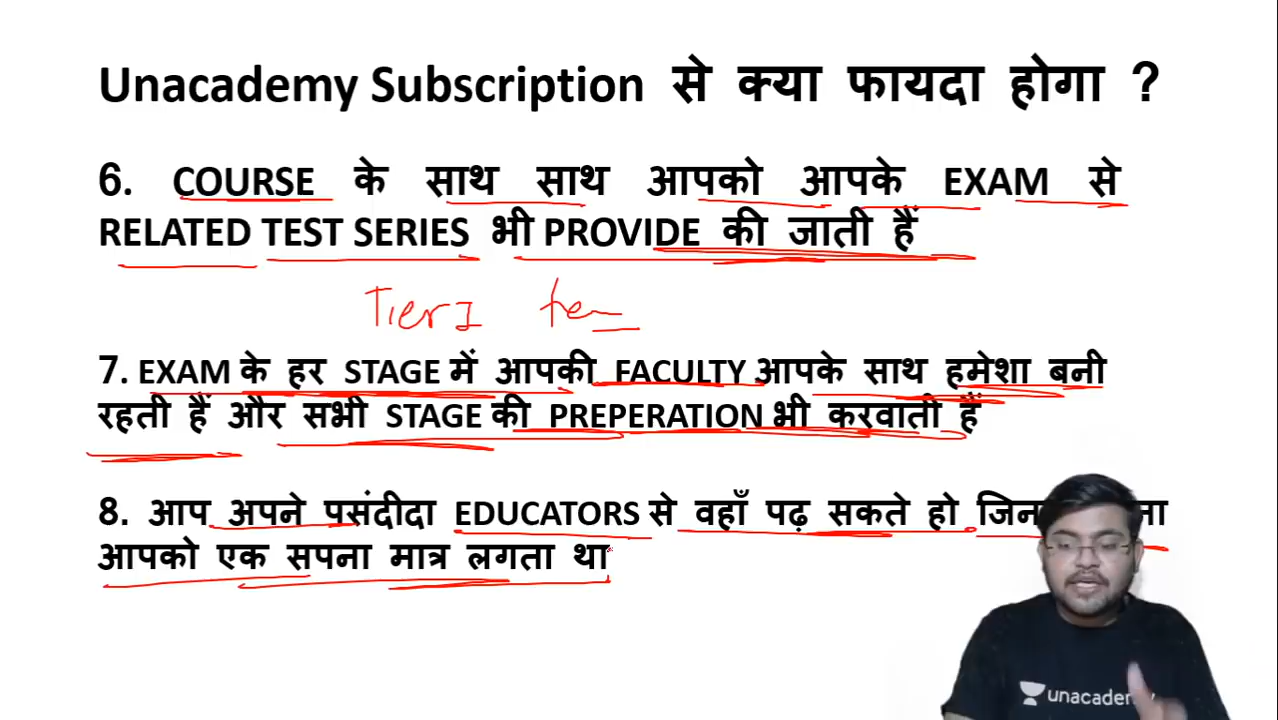 Unacademy Subscription से क्या फायदा होगा ?
6. COURSE के साथ साथ आपको आपके EXAM से
RELATED TEST SERIES भी PROVIDE की जाती हैं
Tier I
7. EXAM के हर STAGE में आपकी FACULTY आपके साथ हमेशा बनी
रहती हैं और सभी STAGE की PREPERATION भी करवाती हैं
8. आप अपने पसंदीदा EDUCATORS से वहाँ पढ़ सकते हो
आपको एक सपना मात्र लगता था
unacademy